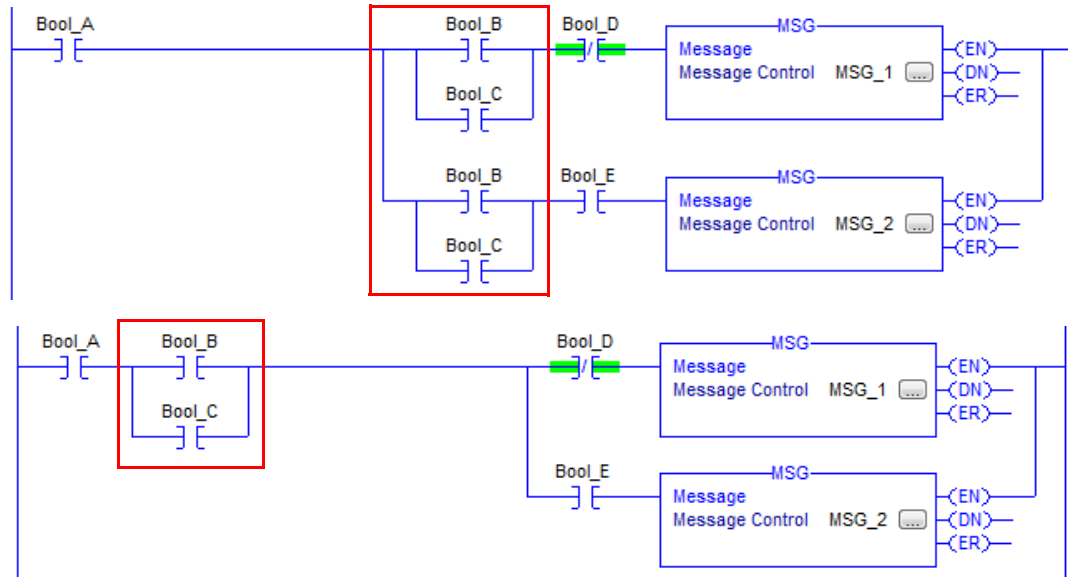 Bool_A Bool_B Bool_D MSG
Message (EN)
Message Control MSG_1 ... (DN)
Bool_C (ER)
Bool_B Bool_E MSG
Message (EN)
Message Control MSG_2 ... (DN)
Bool_C (ER)
Bool_A Bool_B Bool_D MSG
Message (EN)
Message Control MSG_1 ... (DN)
Bool_C (ER)
Bool_E MSG
Message (EN)
Message Control MSG_2 ... (DN)
(ER)